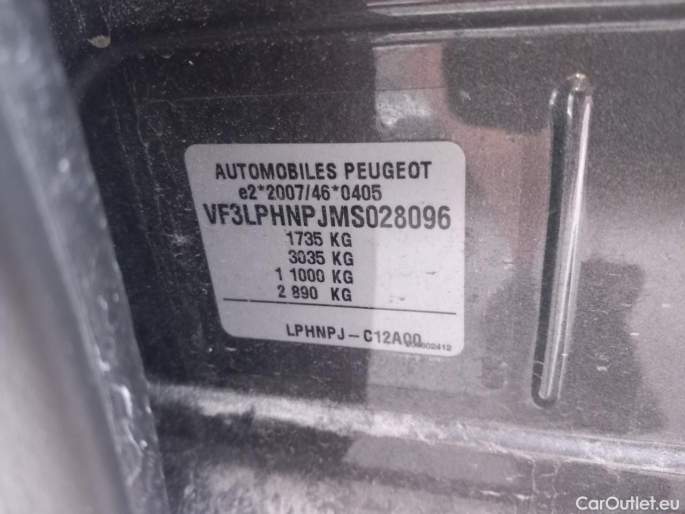 AUTOMOBILES PEUGEOT
e2*2007/46*0405
VF3LPHNPJMS028096
1735 KG
3035 KG
1 1000 KG
2 890 KG
LPHNPJ-C12A00
CarOutlet.eu